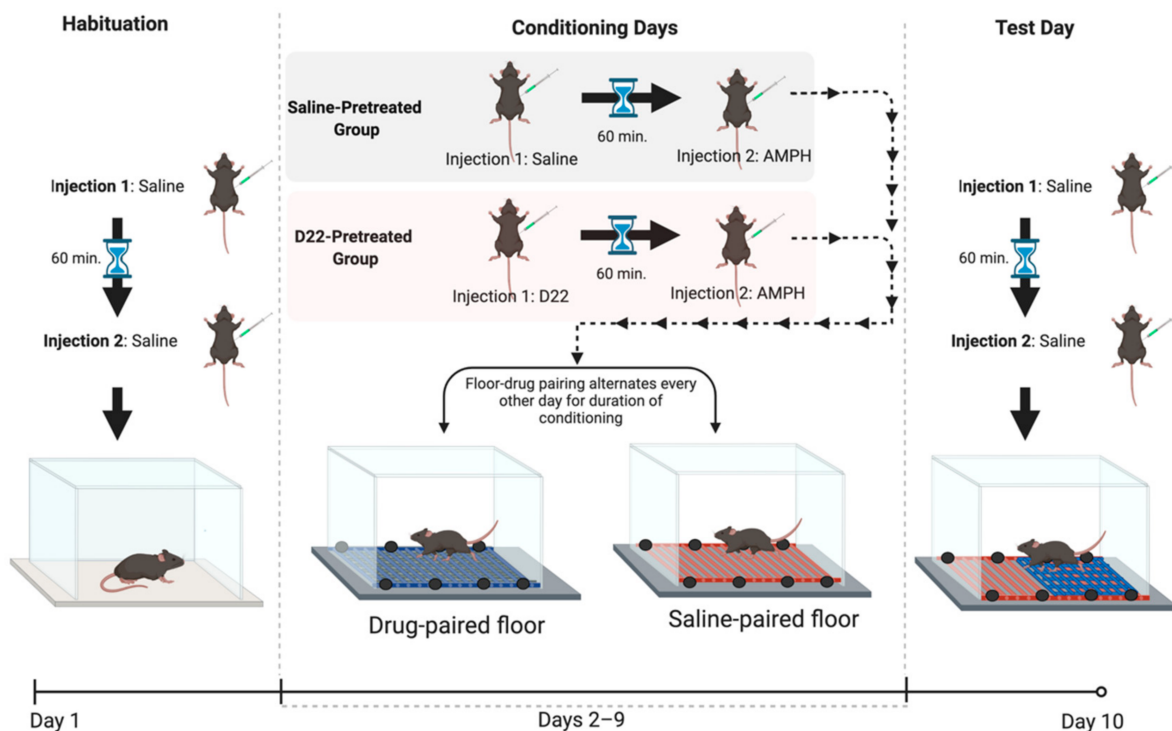 Habituation
Injection 1: Saline
60 min.
Injection 2: Saline
Conditioning Days
Saline-Pretreated
Group
Injection 1: Saline
60 min.
Injection 2: AMPH
D22-Pretreated
Group
Injection 1: D22
60 min.
Injection 2: AMPH
Floor-drug pairing alternates every
other day for duration of
conditioning
Drug-paired floor
Saline-paired floor
Test Day
Injection 1: Saline
60 min.
Injection 2: Saline
Day 1
Days 2–9
Day 10